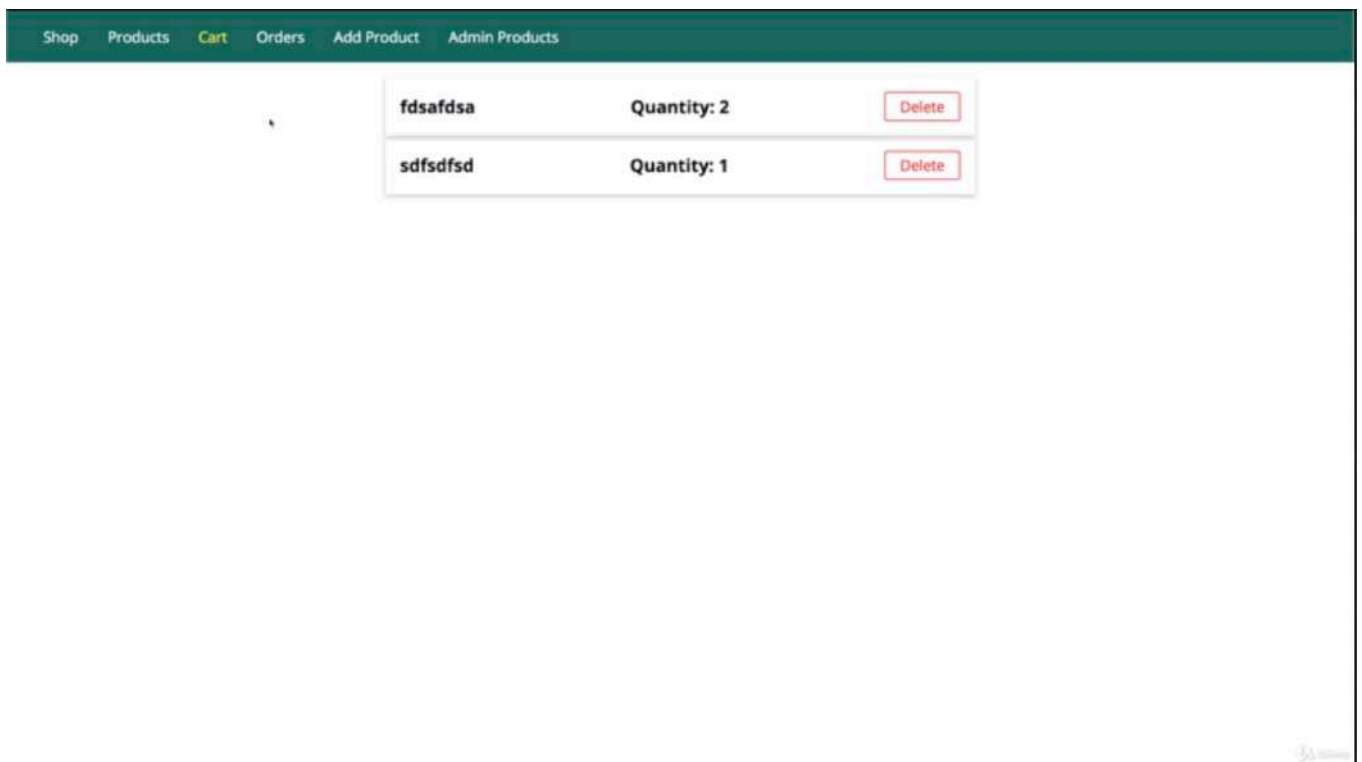 Shop Products Cart Orders Add Product Admin Products
fdsafdsa Quantity: 2 Delete
sdfsdfsd Quantity: 1 Delete